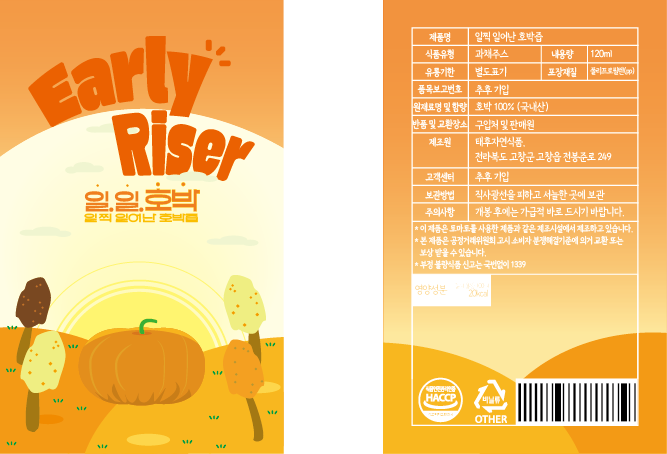 Early
Riser
일.일.호박
일찍 일어난 호박즙
제품명 일찍 일어난 호박즙
식품유형 과채주스 내용량 120ml
유통기한 별도표기 포장재질 폴리프로필렌(pp)
품목보고번호 추후 기입
원재료명 및 함량 호박 100% (국내산)
반품 및 교환장소 구입처 및 판매원
제조원 태후자연식품.
전라북도 고창군 고창읍 전봉준로 249
고객센터 추후 기입
보관방법 직사광선을 피하고 서늘한 곳에 보관
주의사항 개봉 후에는 가급적 바로 드시기 바랍니다.
* 이 제품은 토마토를 사용한 제품과 같은 제조시설에서 제조하고 있습니다.
* 본 제품은 공정거래위원회 고시 소비자 분쟁해결기준에 의거 교환 또는
보상 받을 수 있습니다.
* 부정·불량식품 신고는 국번없이 1339
영양성분
20kcal
HACCP
비닐류
OTHER